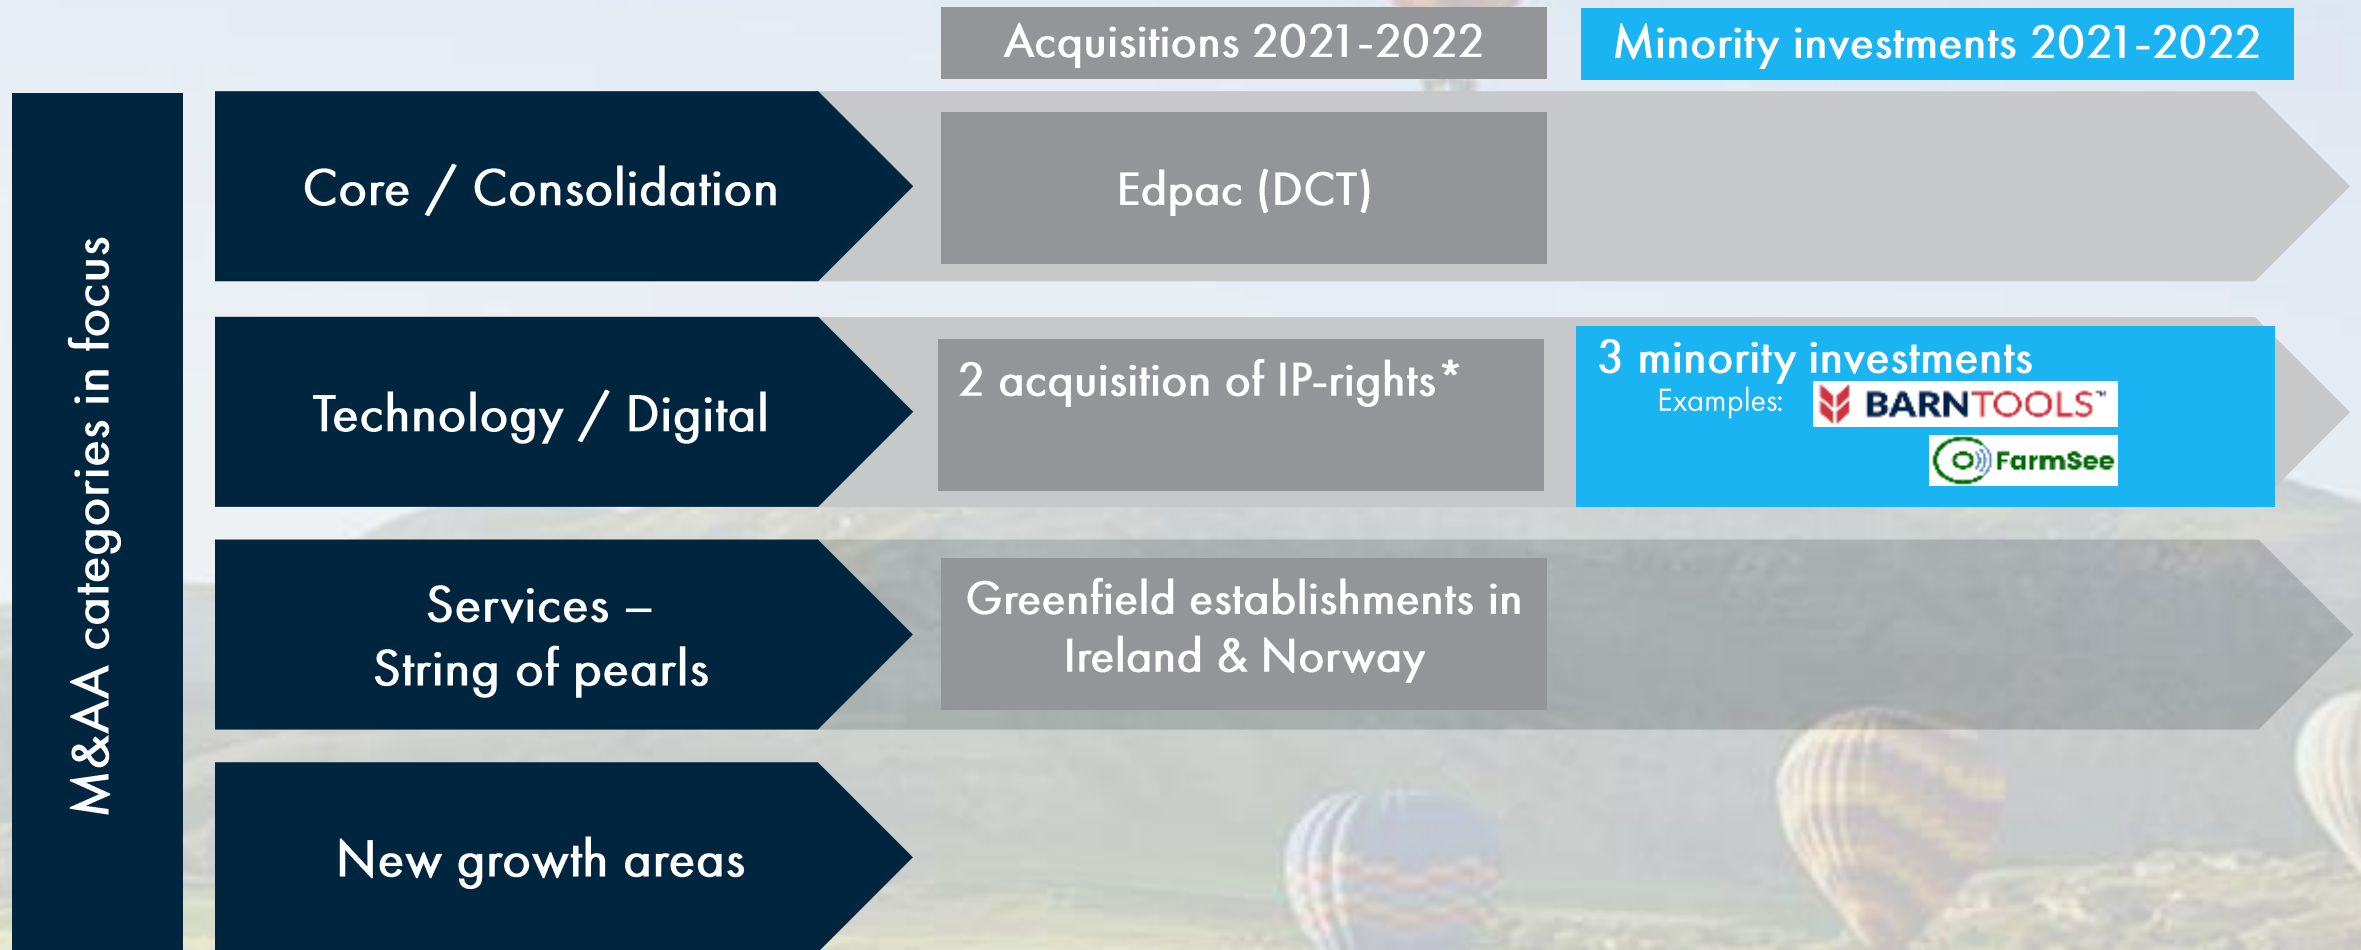 Acquisitions 2021-2022
Minority investments 2021-2022
M&AA categories in focus
Core / Consolidation
Edpac (DCT)
Technology / Digital
2 acquisition of IP-rights*
3 minority investments
Examples:
BARNTOOLS™
FarmSee
Services –
String of pearls
Greenfield establishments in
Ireland & Norway
New growth areas